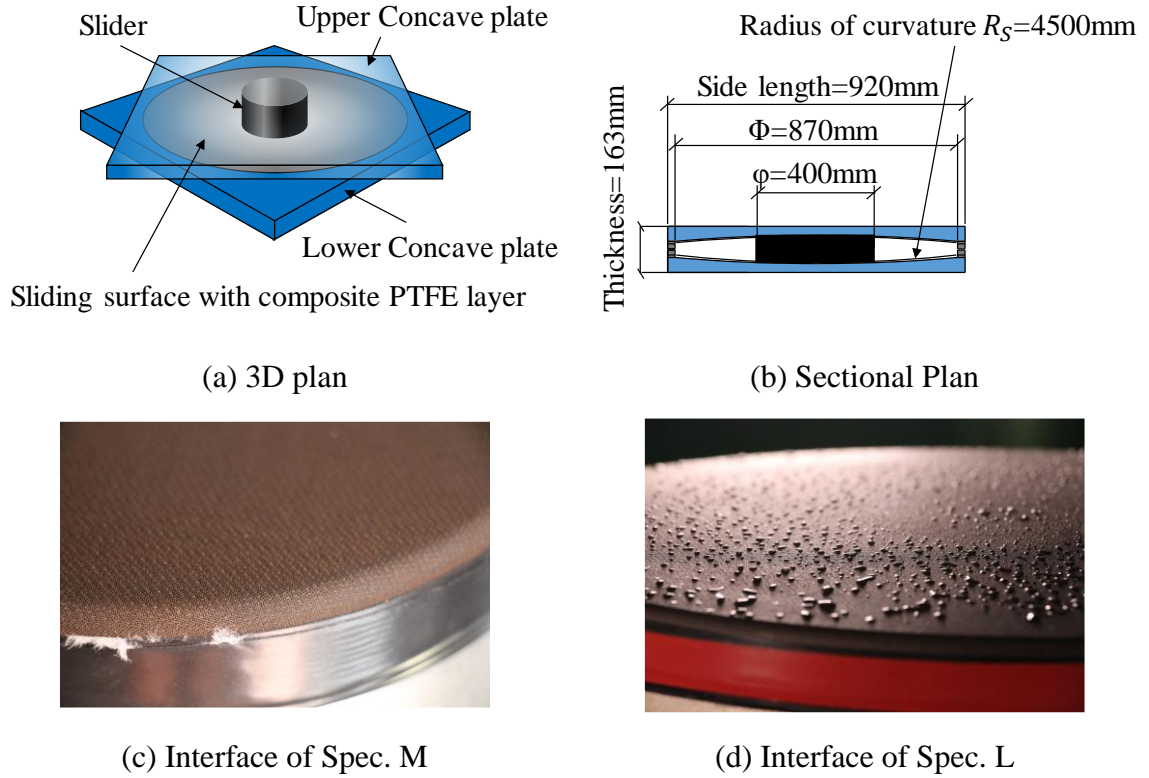 Upper Concave plate
Slider
Lower Concave plate
Sliding surface with composite PTFE layer
(a) 3D plan
Radius of curvature R_S=4500mm
Side length=920mm
Φ=870mm
φ=400mm
Thickness=163mm
(b) Sectional Plan
(c) Interface of Spec. M
(d) Interface of Spec. L